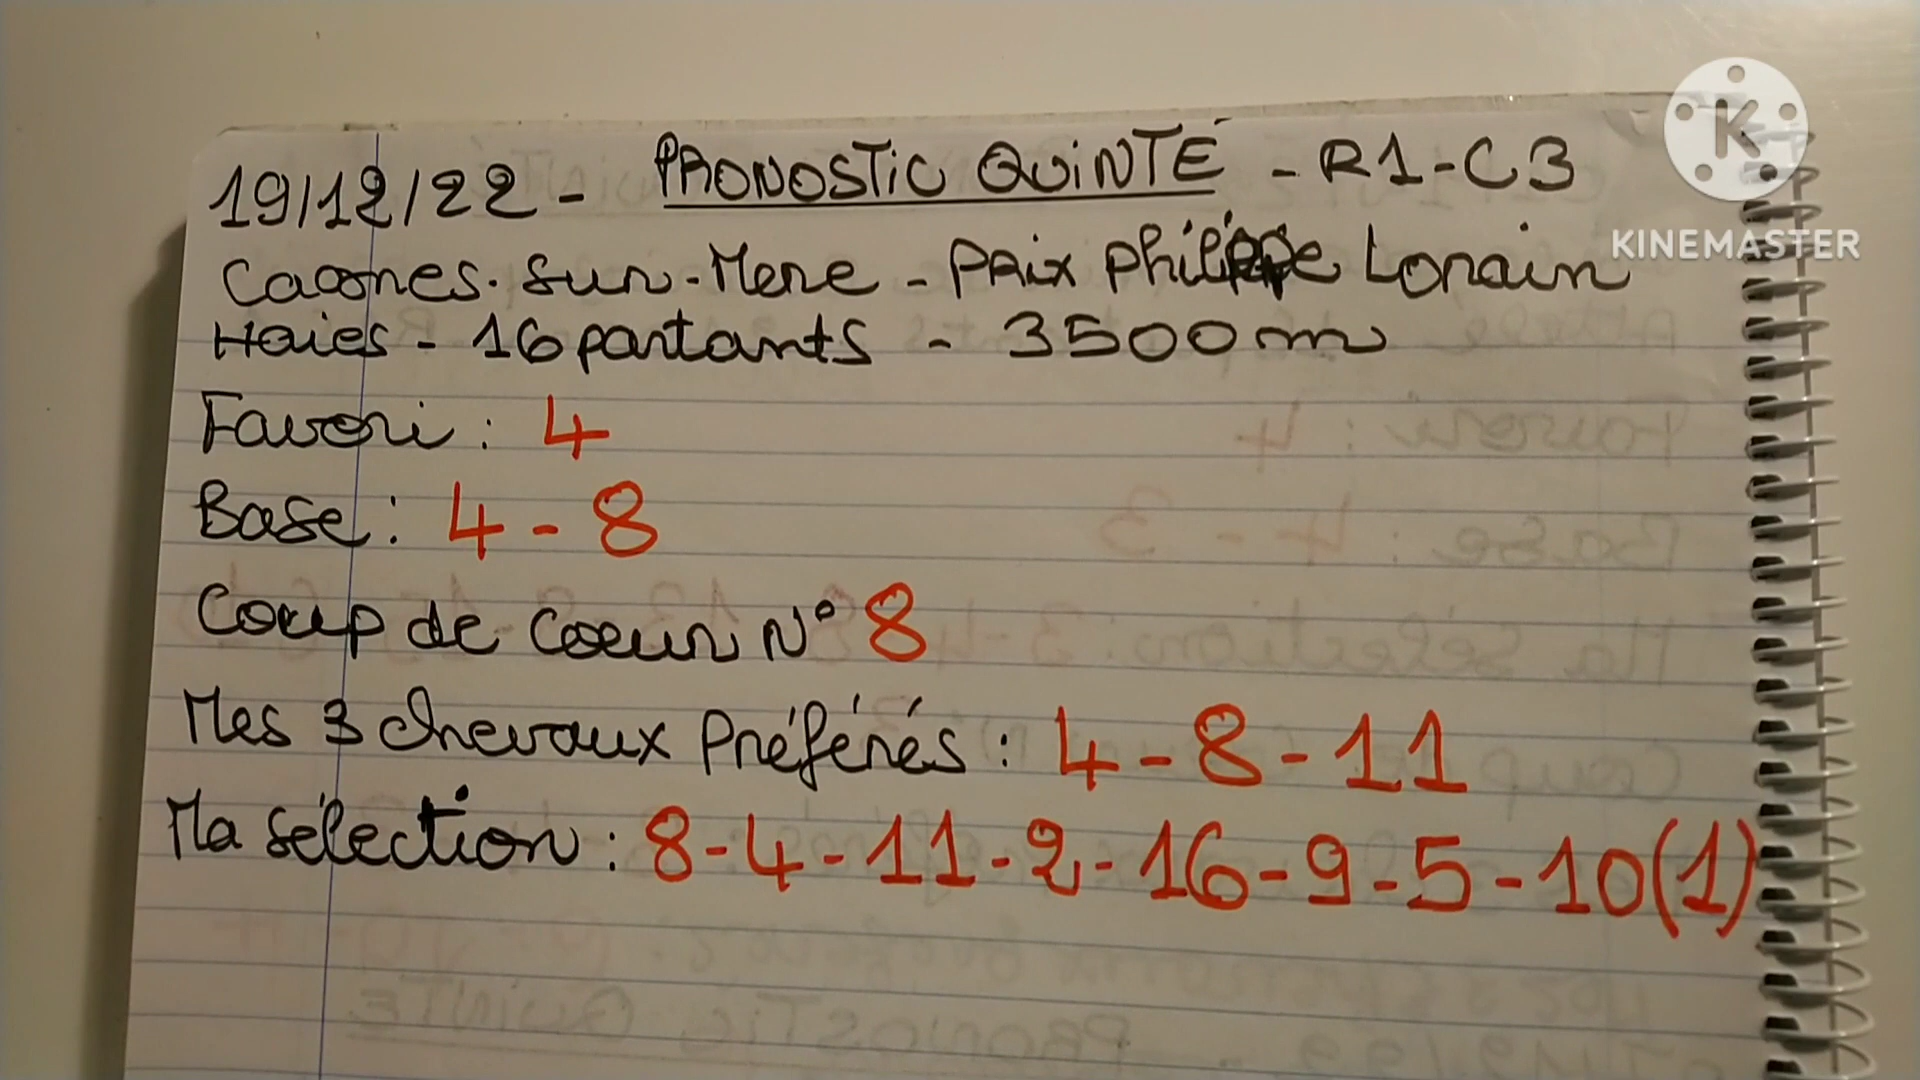 19/12/22 - PRONOSTIC QUINTÉ - R1-C3
Cagnes-sur-Mere - Prix Philippe Lorain
Haies - 16 partants - 3500m
Favori : 4
Base : 4 - 8
Coup de coeur N° 8
Mes 3 chevaux Préférés : 4 - 8 - 11
Ma sélection : 8 - 4 - 11 - 2 - 16 - 9 - 5 - 10 (1)
KINEMASTER